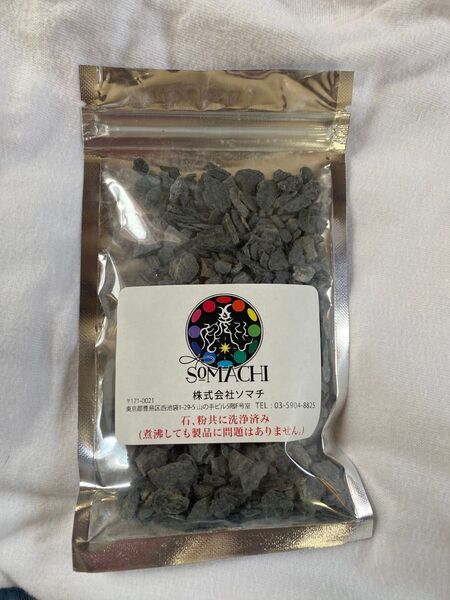 SoMACHI
株式会社ソマチ
〒171-0021
東京都豊島区西池袋1-29-5 山の手ビル5階F号室 TEL : 03-5904-8825
石、粉共に洗浄済み
(煮沸しても製品に問題はありません。)